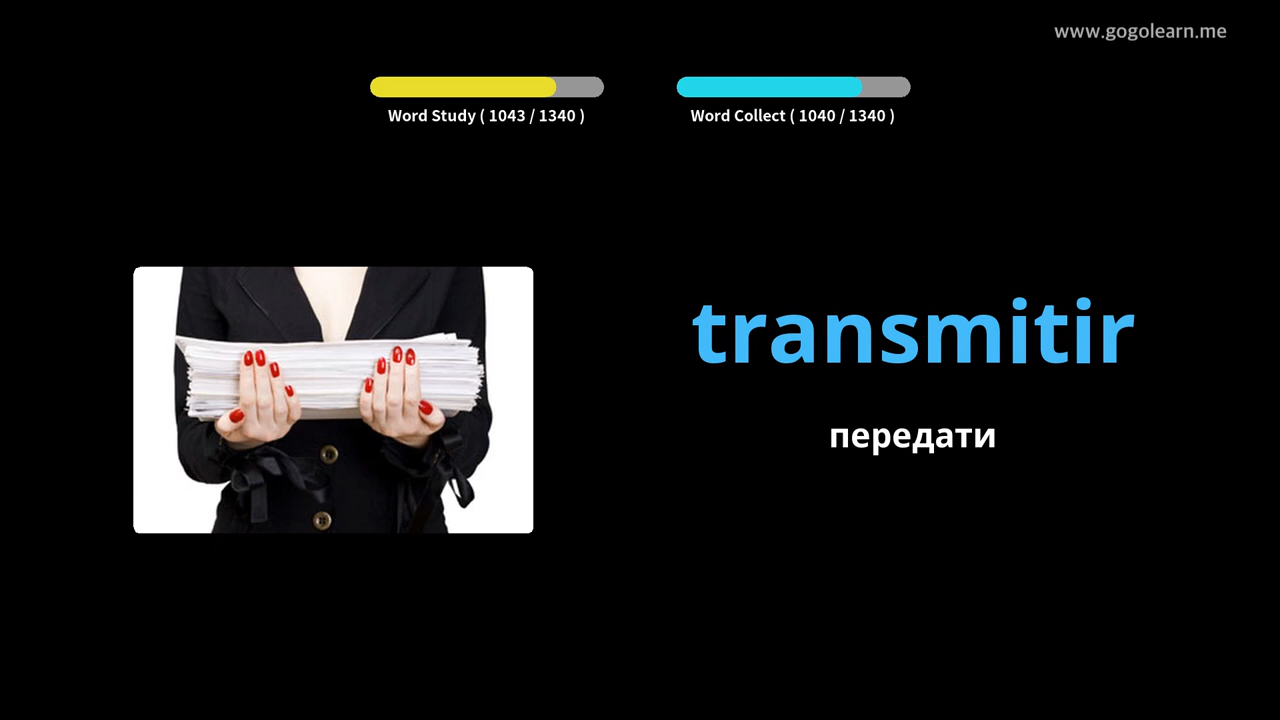 www.gogolearn.me
Word Study ( 1043 / 1340 )
Word Collect ( 1040 / 1340 )
transmitir
передати